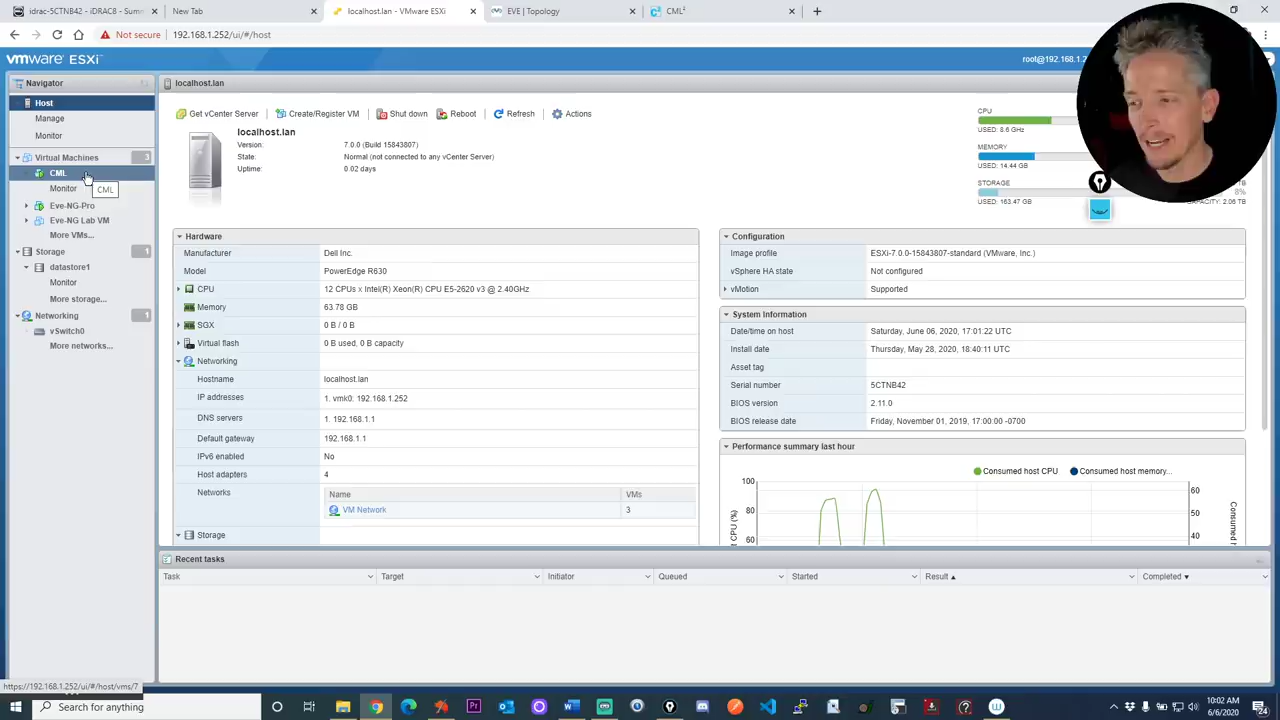 idrac-5CTNB42 - iDRAC8 - Summ
New Tab
localhost.lan - VMware ESXi
EVE | Topology
CML²
Not secure
192.168.1.252/ui/#/host
vmware ESXi
root@192.168.1.2
Navigator
Host
Manage
Monitor
Virtual Machines
3
CML
Monitor
CML
Eve-NG-Pro
Eve-NG Lab VM
More VMs...
Storage
1
datastore1
Monitor
More storage...
Networking
1
vSwitch0
More networks...
localhost.lan
Get vCenter Server
Create/Register VM
Shut down
Reboot
Refresh
Actions
localhost.lan
Version:
7.0.0 (Build 15843807)
State:
Normal (not connected to any vCenter Server)
Uptime:
0.02 days
CPU
USED: 8.6 GHz
MEMORY
USED: 14.44 GB
STORAGE
8%
USED: 163.47 GB
CAPACITY: 2.06 TB
Hardware
Manufacturer
Dell Inc.
Model
PowerEdge R630
CPU
12 CPUs x Intel(R) Xeon(R) CPU E5-2620 v3 @ 2.40GHz
Memory
63.78 GB
SGX
0 B / 0 B
Virtual flash
0 B used, 0 B capacity
Networking
Hostname
localhost.lan
IP addresses
1. vmk0: 192.168.1.252
DNS servers
1. 192.168.1.1
Default gateway
192.168.1.1
IPv6 enabled
No
Host adapters
4
Networks
Name
VMs
VM Network
3
Storage
Configuration
Image profile
ESXi-7.0.0-15843807-standard (VMware, Inc.)
vSphere HA state
Not configured
vMotion
Supported
System Information
Date/time on host
Saturday, June 06, 2020, 17:01:22 UTC
Install date
Thursday, May 28, 2020, 18:40:11 UTC
Asset tag
Serial number
5CTNB42
BIOS version
2.11.0
BIOS release date
Friday, November 01, 2019, 17:00:00 -0700
Performance summary last hour
Consumed host CPU
Consumed host memory...
100
80
60
60
50
40
Recent tasks
Task
Target
Initiator
Queued
Started
Result
Completed
https://192.168.1.252/ui/#/host/vms/7
Search for anything
10:02 AM
6/6/2020